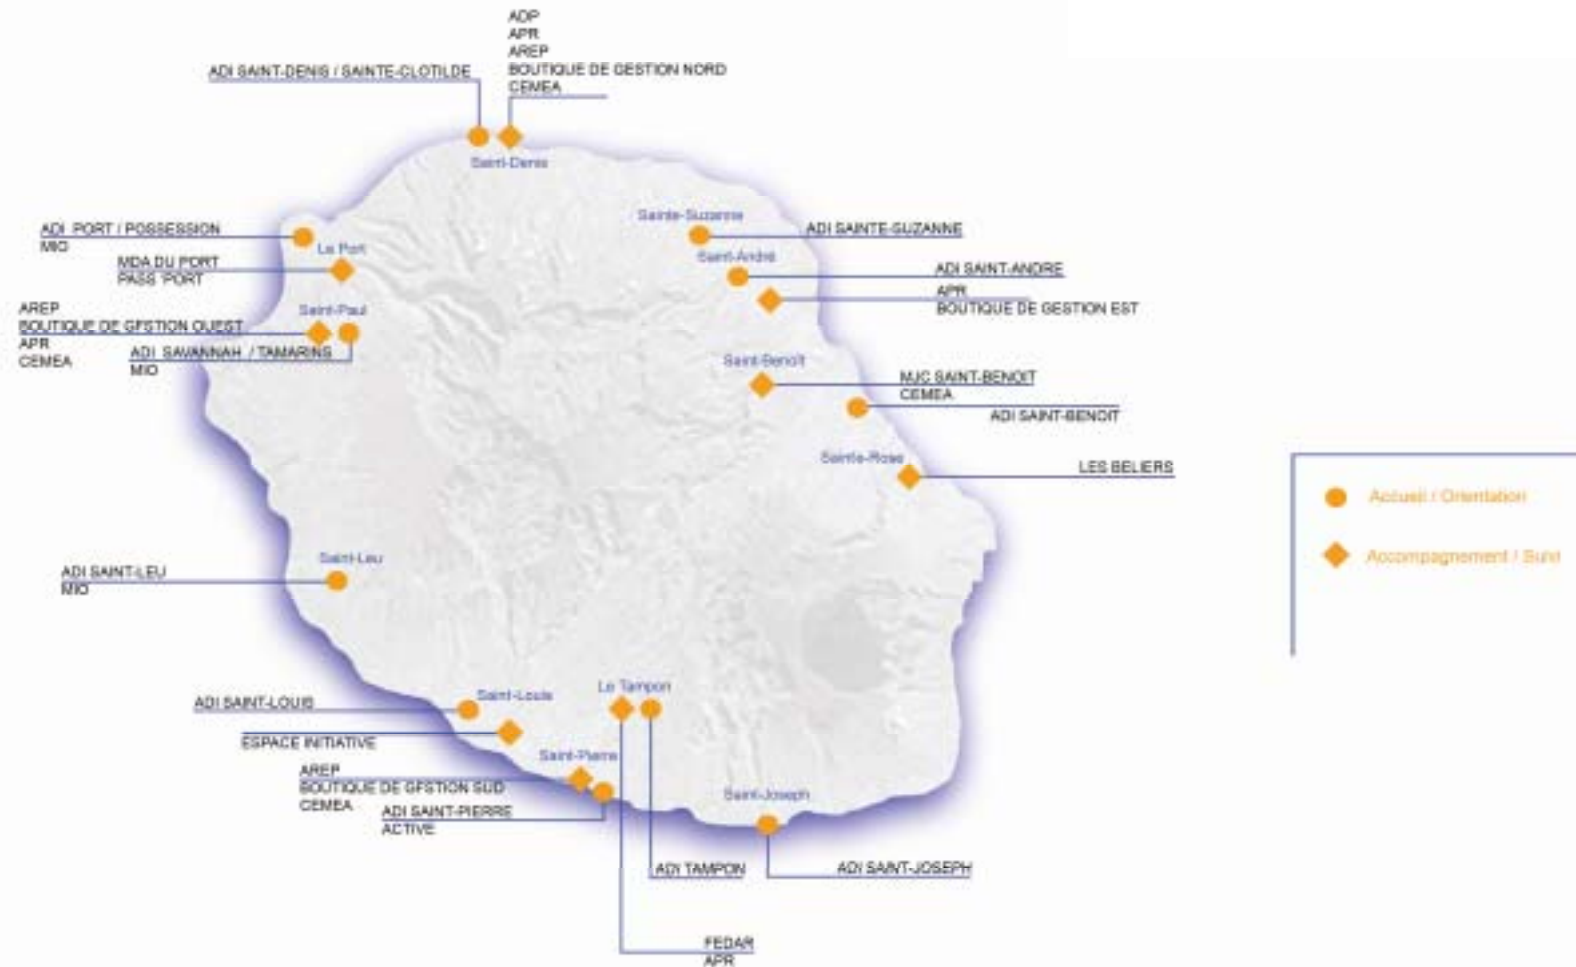 ADP
APR
AREP
BOUTIQUE DE GESTION NORD
CEMEA
ADI SAINT-DENIS / SAINTE-CLOTILDE
Saint-Denis
ADI PORT / POSSESSION
MIO
Le Port
MDA DU PORT
PASS 'PORT
Saint-Paul
AREP
BOUTIQUE DE GESTION OUEST
APR
CEMEA
ADI SAVANNAH / TAMARINS
MIO
Sainte-Suzanne
ADI SAINTE-SUZANNE
Saint-André
ADI SAINT-ANDRE
APR
BOUTIQUE DE GESTION EST
Saint-Benoît
MJC SAINT-BENOIT
CEMEA
ADI SAINT-BENOIT
Sainte-Rose
LES BELIERS
Accueil / Orientation
Accompagnement / Suivi
Saint-Leu
ADI SAINT-LEU
MIO
Saint-Louis
ADI SAINT-LOUIS
ESPACE INITIATIVE
Le Tampon
Saint-Pierre
AREP
BOUTIQUE DE GESTION SUD
CEMEA
ADI SAINT-PIERRE
ACTIVE
Saint-Joseph
ADI TAMPON
ADI SAINT-JOSEPH
FEDAR
APR